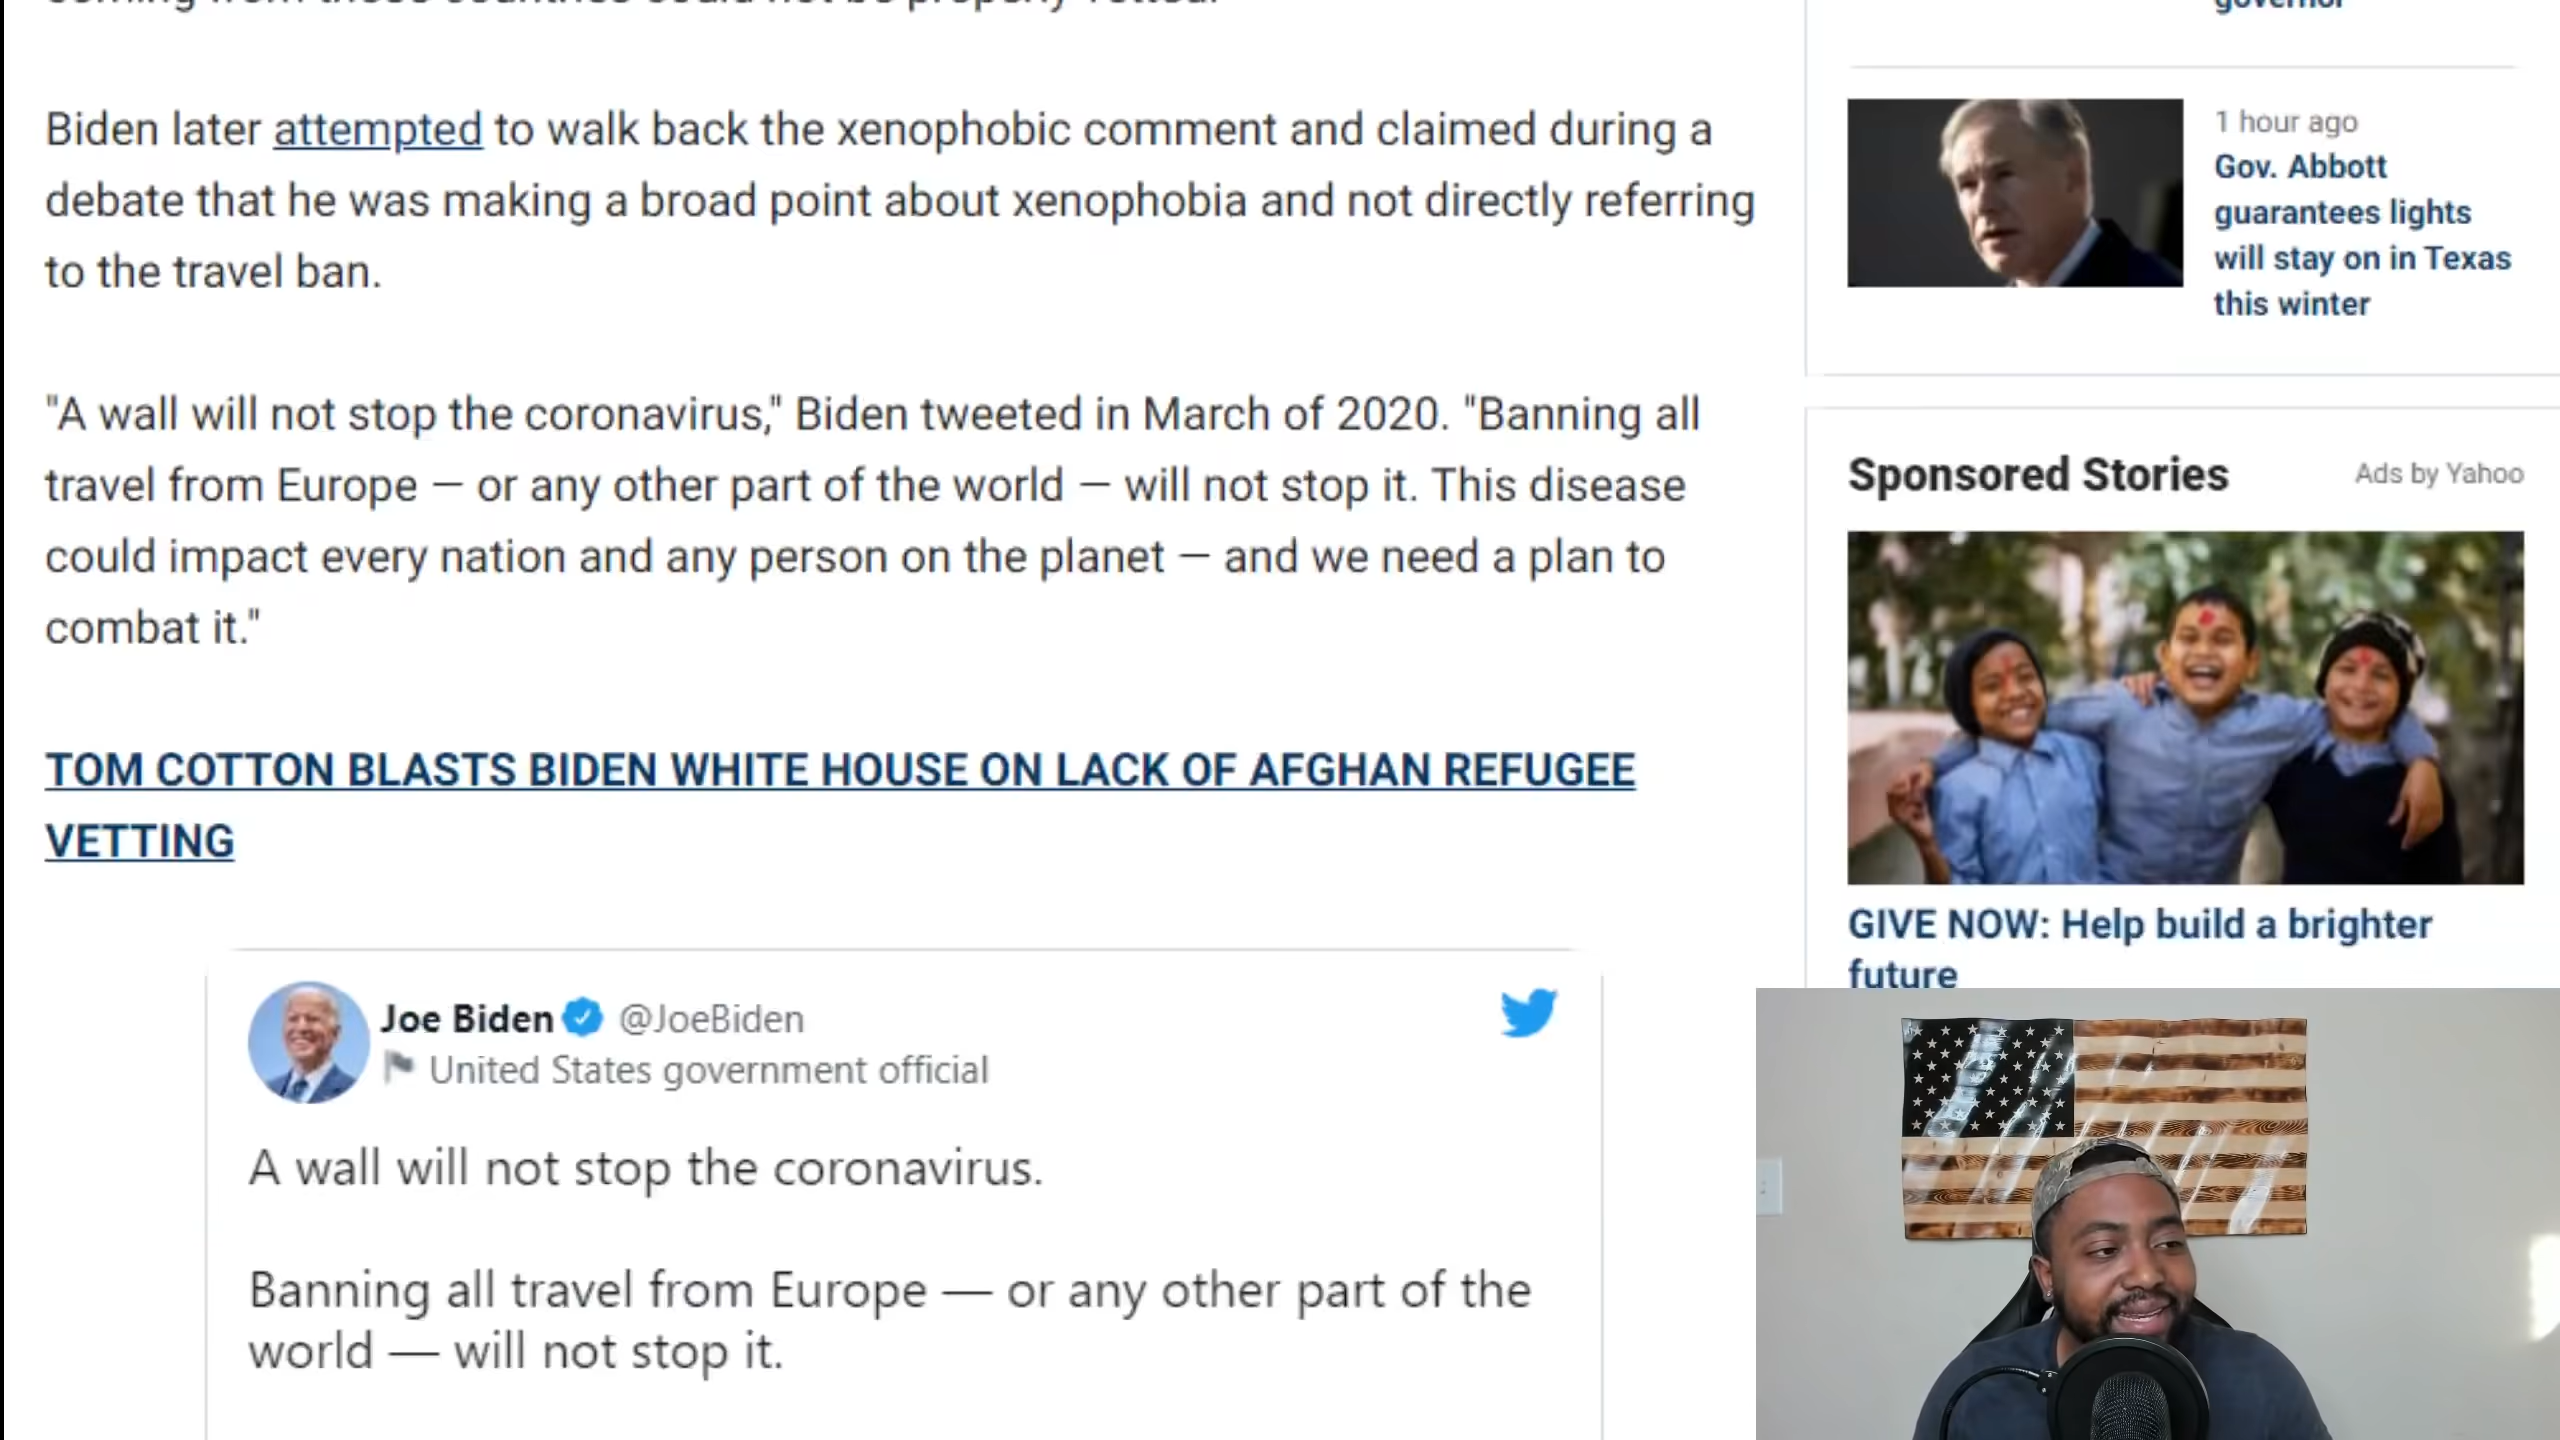 Biden later attempted to walk back the xenophobic comment and claimed during a
debate that he was making a broad point about xenophobia and not directly referring
to the travel ban.
"A wall will not stop the coronavirus," Biden tweeted in March of 2020. "Banning all
travel from Europe — or any other part of the world — will not stop it. This disease
could impact every nation and any person on the planet — and we need a plan to
combat it."
TOM COTTON BLASTS BIDEN WHITE HOUSE ON LACK OF AFGHAN REFUGEE
VETTING
Joe Biden @JoeBiden
United States government official
A wall will not stop the coronavirus.
Banning all travel from Europe — or any other part of the
world — will not stop it.
governor
1 hour ago
Gov. Abbott
guarantees lights
will stay on in Texas
this winter
Sponsored Stories Ads by Yahoo
GIVE NOW: Help build a brighter
future